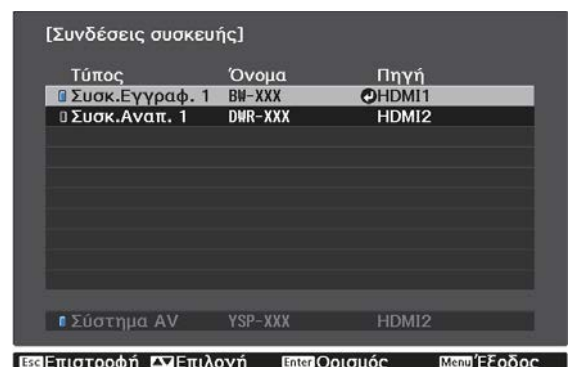 [Συνδέσεις συσκευής]
Τύπος Όνομα Πηγή
Συσκ.Εγγραφ. 1 BW-XXX HDMI1
Συσκ.Αναπ. 1 DWR-XXX HDMI2
Σύστημα AV YSP-XXX HDMI2
Esc Επιστροφή Επιλογή Enter Ορισμός Menu Έξοδος